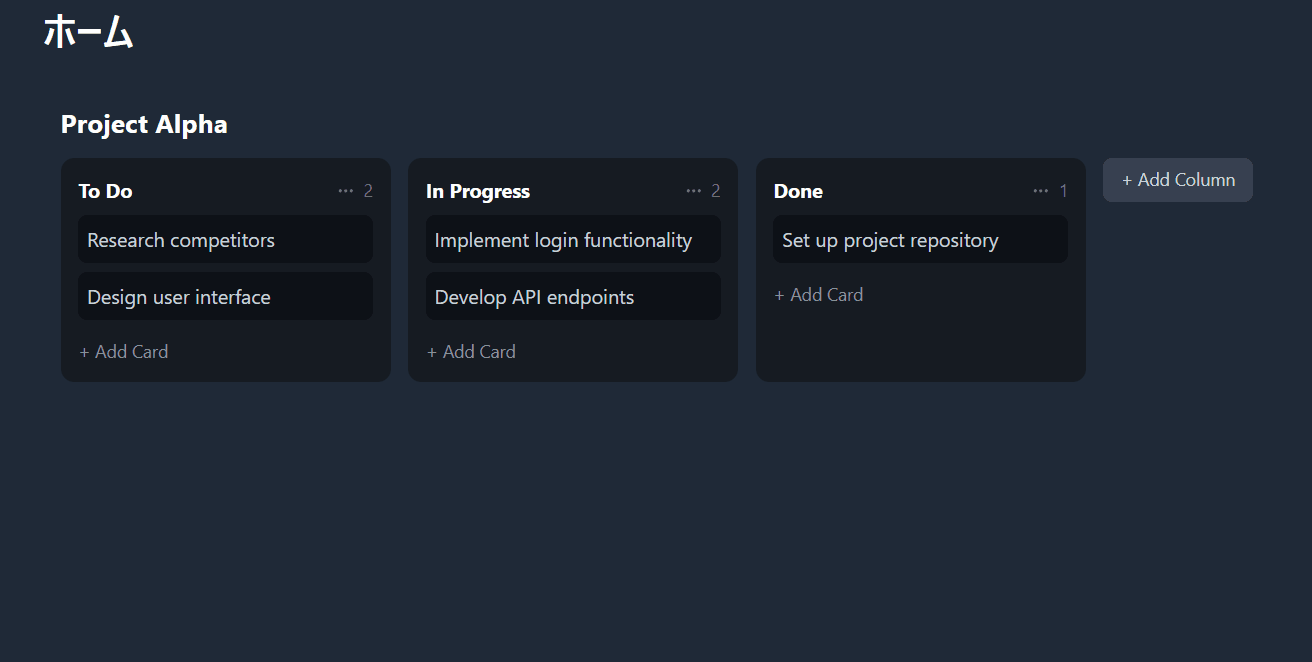 ホーム
Project Alpha
To Do ... 2
Research competitors
Design user interface
+ Add Card
In Progress ... 2
Implement login functionality
Develop API endpoints
+ Add Card
Done ... 1
Set up project repository
+ Add Card
+ Add Column